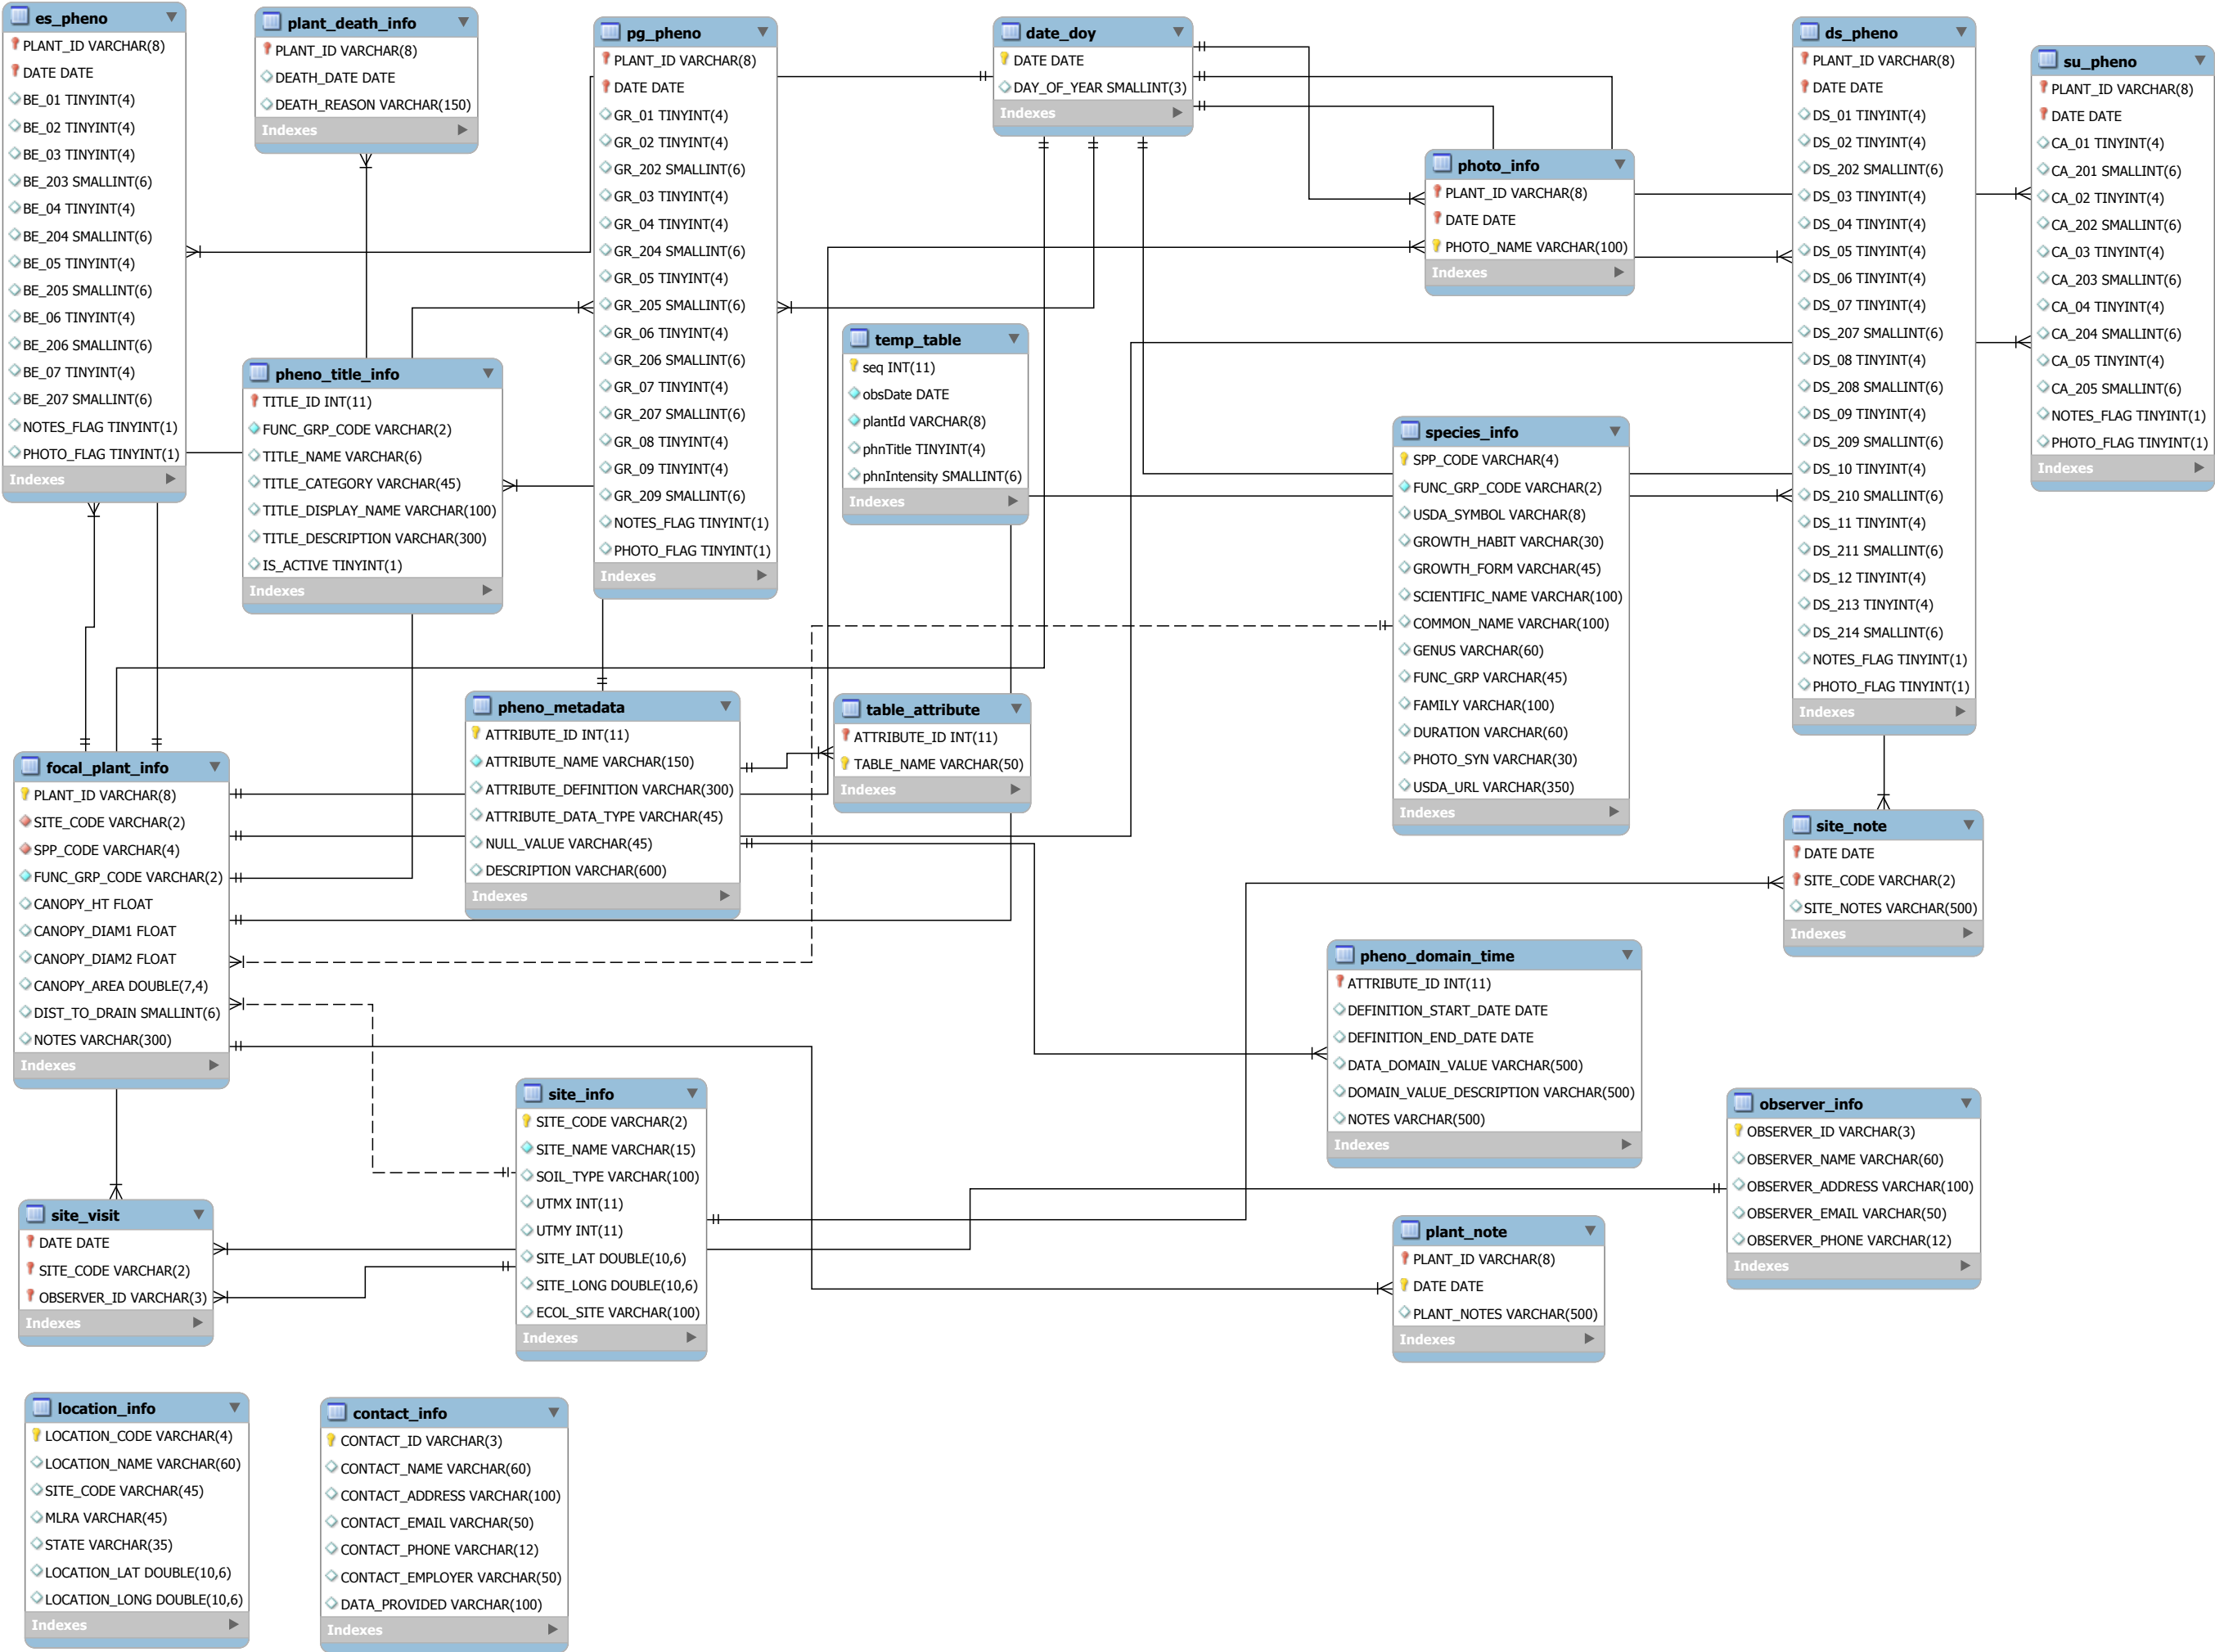 es_pheno
PLANT_ID VARCHAR(8)
DATE DATE
BE_01 TINYINT(4)
BE_02 TINYINT(4)
BE_03 TINYINT(4)
BE_203 SMALLINT(6)
BE_04 TINYINT(4)
BE_204 SMALLINT(6)
BE_05 TINYINT(4)
BE_205 SMALLINT(6)
BE_06 TINYINT(4)
BE_206 SMALLINT(6)
BE_07 TINYINT(4)
BE_207 SMALLINT(6)
NOTES_FLAG TINYINT(1)
PHOTO_FLAG TINYINT(1)
Indexes
plant_death_info
PLANT_ID VARCHAR(8)
DEATH_DATE DATE
DEATH_REASON VARCHAR(150)
Indexes
pg_pheno
PLANT_ID VARCHAR(8)
DATE DATE
GR_01 TINYINT(4)
GR_02 TINYINT(4)
GR_202 SMALLINT(6)
GR_03 TINYINT(4)
GR_04 TINYINT(4)
GR_204 SMALLINT(6)
GR_05 TINYINT(4)
GR_205 SMALLINT(6)
GR_06 TINYINT(4)
GR_206 SMALLINT(6)
GR_07 TINYINT(4)
GR_207 SMALLINT(6)
GR_08 TINYINT(4)
GR_09 TINYINT(4)
GR_209 SMALLINT(6)
NOTES_FLAG TINYINT(1)
PHOTO_FLAG TINYINT(1)
Indexes
date_doy
DATE DATE
DAY_OF_YEAR SMALLINT(3)
Indexes
photo_info
PLANT_ID VARCHAR(8)
DATE DATE
PHOTO_NAME VARCHAR(100)
Indexes
ds_pheno
PLANT_ID VARCHAR(8)
DATE DATE
DS_01 TINYINT(4)
DS_02 TINYINT(4)
DS_202 SMALLINT(6)
DS_03 TINYINT(4)
DS_04 TINYINT(4)
DS_05 TINYINT(4)
DS_06 TINYINT(4)
DS_07 TINYINT(4)
DS_207 SMALLINT(6)
DS_08 TINYINT(4)
DS_208 SMALLINT(6)
DS_09 TINYINT(4)
DS_209 SMALLINT(6)
DS_10 TINYINT(4)
DS_210 SMALLINT(6)
DS_11 TINYINT(4)
DS_211 SMALLINT(6)
DS_12 TINYINT(4)
DS_213 TINYINT(4)
DS_214 SMALLINT(6)
NOTES_FLAG TINYINT(1)
PHOTO_FLAG TINYINT(1)
Indexes
su_pheno
PLANT_ID VARCHAR(8)
DATE DATE
CA_01 TINYINT(4)
CA_201 SMALLINT(6)
CA_02 TINYINT(4)
CA_202 SMALLINT(6)
CA_03 TINYINT(4)
CA_203 SMALLINT(6)
CA_04 TINYINT(4)
CA_204 SMALLINT(6)
CA_05 TINYINT(4)
CA_205 SMALLINT(6)
NOTES_FLAG TINYINT(1)
PHOTO_FLAG TINYINT(1)
Indexes
pheno_title_info
TITLE_ID INT(11)
FUNC_GRP_CODE VARCHAR(2)
TITLE_NAME VARCHAR(6)
TITLE_CATEGORY VARCHAR(45)
TITLE_DISPLAY_NAME VARCHAR(100)
TITLE_DESCRIPTION VARCHAR(300)
IS_ACTIVE TINYINT(1)
Indexes
temp_table
seq INT(11)
obsDate DATE
plantId VARCHAR(8)
phnTitle TINYINT(4)
phnIntensity SMALLINT(6)
Indexes
species_info
SPP_CODE VARCHAR(4)
FUNC_GRP_CODE VARCHAR(2)
USDA_SYMBOL VARCHAR(8)
GROWTH_HABIT VARCHAR(30)
GROWTH_FORM VARCHAR(45)
SCIENTIFIC_NAME VARCHAR(100)
COMMON_NAME VARCHAR(100)
GENUS VARCHAR(60)
FUNC_GRP VARCHAR(45)
FAMILY VARCHAR(100)
DURATION VARCHAR(60)
PHOTO_SYN VARCHAR(30)
USDA_URL VARCHAR(350)
Indexes
pheno_metadata
ATTRIBUTE_ID INT(11)
ATTRIBUTE_NAME VARCHAR(150)
ATTRIBUTE_DEFINITION VARCHAR(300)
ATTRIBUTE_DATA_TYPE VARCHAR(45)
NULL_VALUE VARCHAR(45)
DESCRIPTION VARCHAR(600)
Indexes
table_attribute
ATTRIBUTE_ID INT(11)
TABLE_NAME VARCHAR(50)
Indexes
focal_plant_info
PLANT_ID VARCHAR(8)
SITE_CODE VARCHAR(2)
SPP_CODE VARCHAR(4)
FUNC_GRP_CODE VARCHAR(2)
CANOPY_HT FLOAT
CANOPY_DIAM1 FLOAT
CANOPY_DIAM2 FLOAT
CANOPY_AREA DOUBLE(7,4)
DIST_TO_DRAIN SMALLINT(6)
NOTES VARCHAR(300)
Indexes
site_note
DATE DATE
SITE_CODE VARCHAR(2)
SITE_NOTES VARCHAR(500)
Indexes
pheno_domain_time
ATTRIBUTE_ID INT(11)
DEFINITION_START_DATE DATE
DEFINITION_END_DATE DATE
DATA_DOMAIN_VALUE VARCHAR(500)
DOMAIN_VALUE_DESCRIPTION VARCHAR(500)
NOTES VARCHAR(500)
Indexes
site_info
SITE_CODE VARCHAR(2)
SITE_NAME VARCHAR(15)
SOIL_TYPE VARCHAR(100)
UTMX INT(11)
UTMY INT(11)
SITE_LAT DOUBLE(10,6)
SITE_LONG DOUBLE(10,6)
ECOL_SITE VARCHAR(100)
Indexes
observer_info
OBSERVER_ID VARCHAR(3)
OBSERVER_NAME VARCHAR(60)
OBSERVER_ADDRESS VARCHAR(100)
OBSERVER_EMAIL VARCHAR(50)
OBSERVER_PHONE VARCHAR(12)
Indexes
site_visit
DATE DATE
SITE_CODE VARCHAR(2)
OBSERVER_ID VARCHAR(3)
Indexes
plant_note
PLANT_ID VARCHAR(8)
DATE DATE
PLANT_NOTES VARCHAR(500)
Indexes
location_info
LOCATION_CODE VARCHAR(4)
LOCATION_NAME VARCHAR(60)
SITE_CODE VARCHAR(45)
MLRA VARCHAR(45)
STATE VARCHAR(35)
LOCATION_LAT DOUBLE(10,6)
LOCATION_LONG DOUBLE(10,6)
Indexes
contact_info
CONTACT_ID VARCHAR(3)
CONTACT_NAME VARCHAR(60)
CONTACT_ADDRESS VARCHAR(100)
CONTACT_EMAIL VARCHAR(50)
CONTACT_PHONE VARCHAR(12)
CONTACT_EMPLOYER VARCHAR(50)
DATA_PROVIDED VARCHAR(100)
Indexes